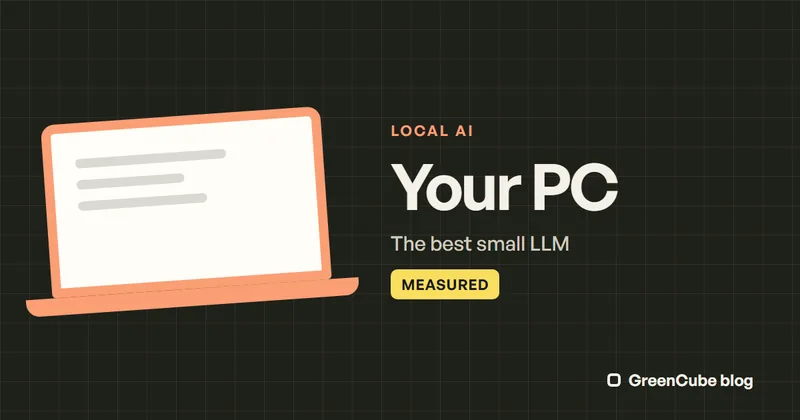 LOCAL AI
Your PC
The best small LLM
MEASURED
GreenCube blog